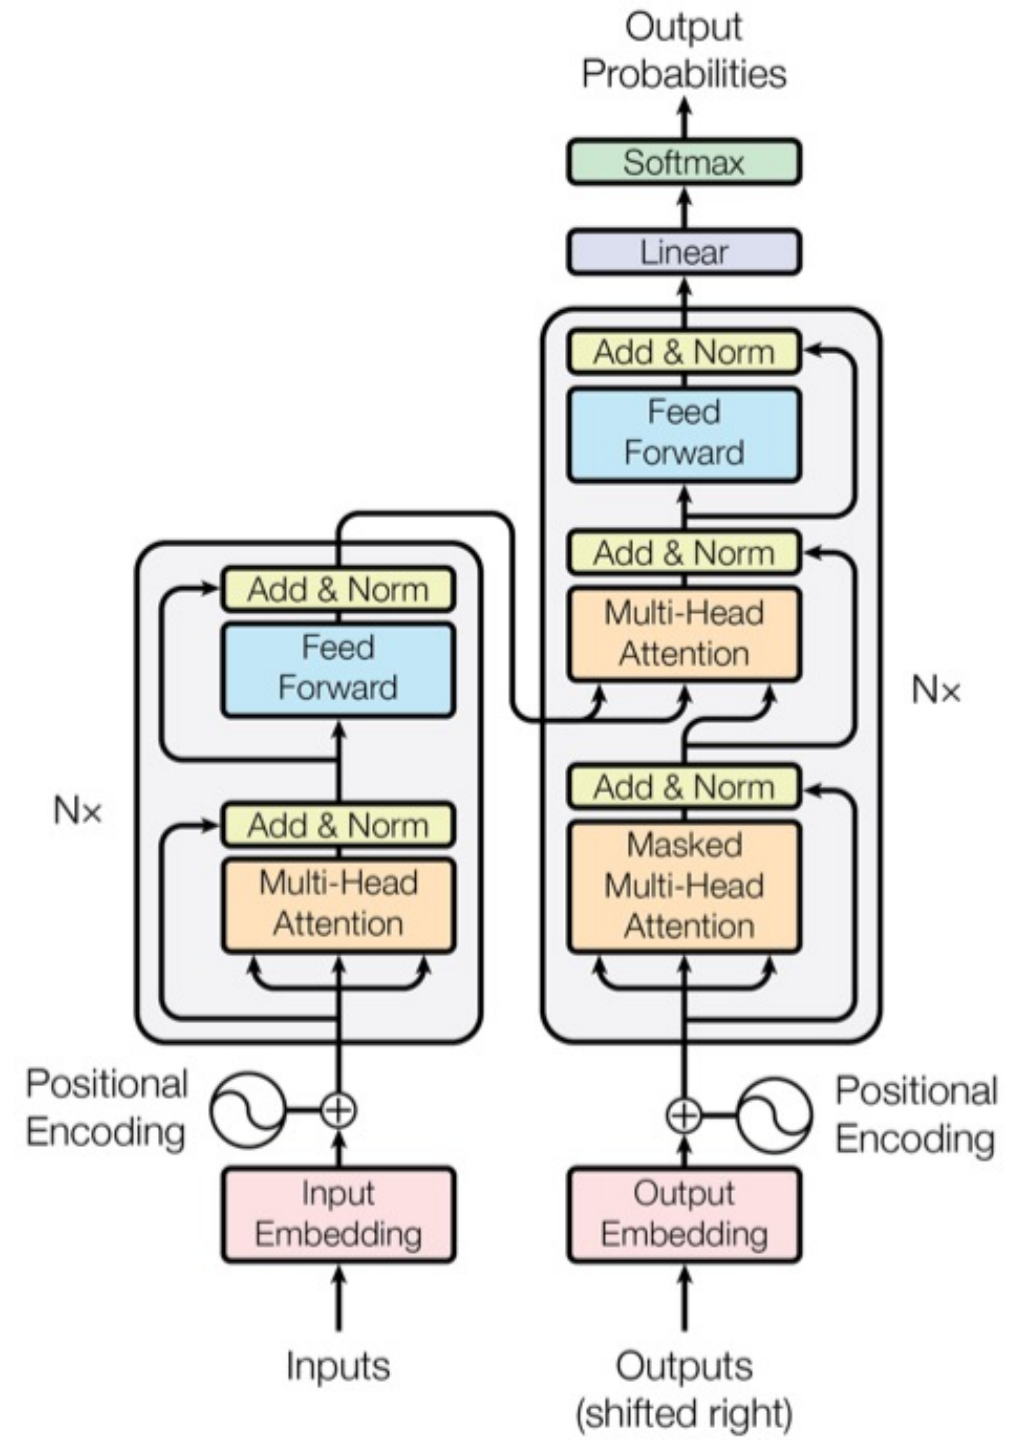 Output
Probabilities
Softmax
Linear
Add & Norm
Feed
Forward
Add & Norm
Multi-Head
Attention
N×
Add & Norm
Masked
Multi-Head
Attention
Add & Norm
Feed
Forward
N×
Add & Norm
Multi-Head
Attention
Positional
Encoding
Positional
Encoding
Input
Embedding
Output
Embedding
Inputs
Outputs
(shifted right)